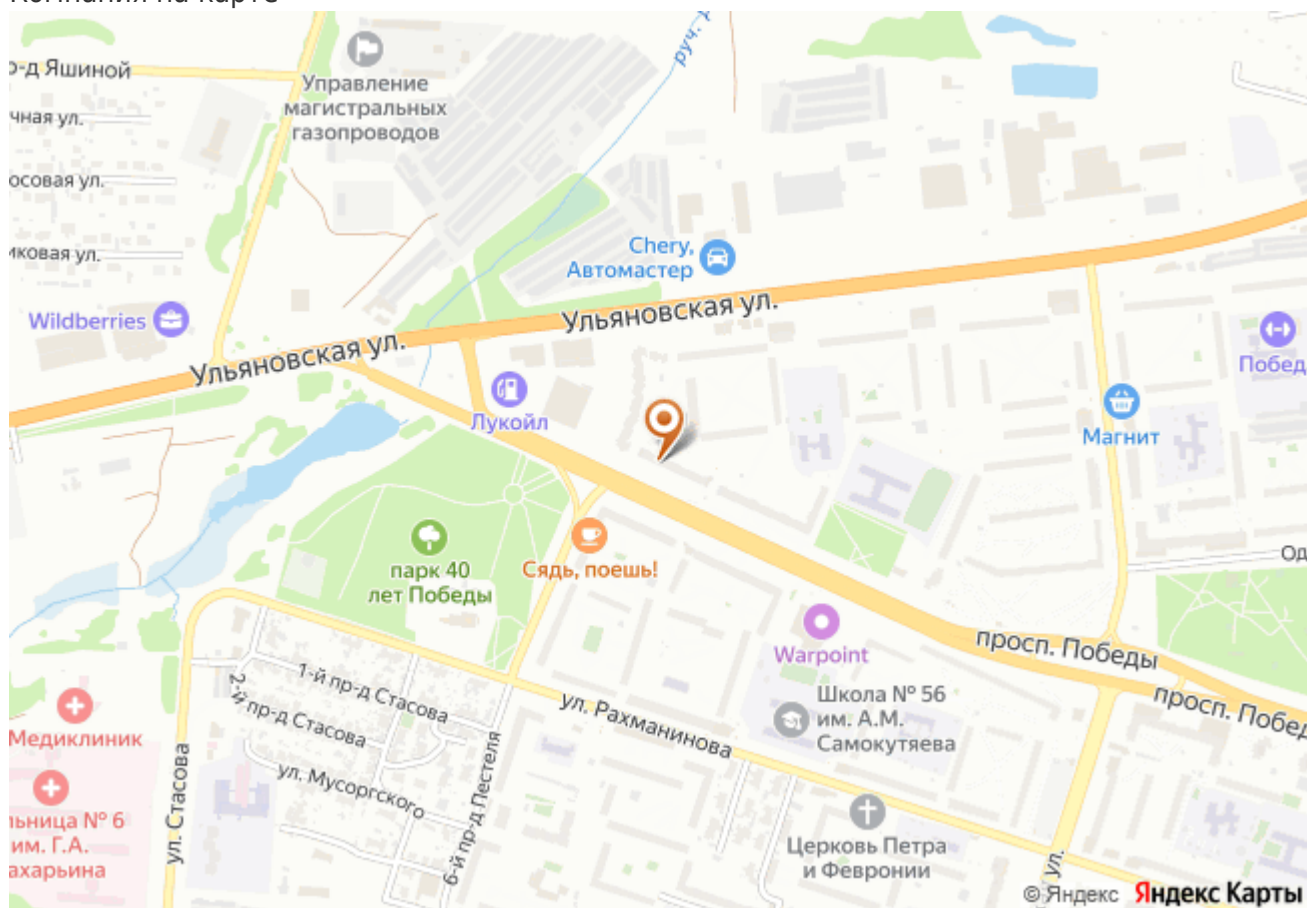 р-д Яшиной
чная ул.
осовая ул.
иковая ул.
Управление
магистральных
газопроводов
руч.
Chery,
Автомастер
Wildberries
Ульяновская ул.
Ульяновская ул.
Лукойл
Побед
Магнит
парк 40
лет Победы
Сядь, поешь!
Од
Warpoint
просп. Победы
просп. Побед
1-й пр-д Стасова
2-й пр-д Стасова
ул. Мусоргского
ул. Рахманинова
Школа № 56
им. А.М.
Самокутяева
Медиклиник
ул. Стасова
6-й пр-д Пестеля
льница № 6
им. Г.А.
ахарьина
Церковь Петра
и Февронии
ул.
© Яндекс Яндекс Карты